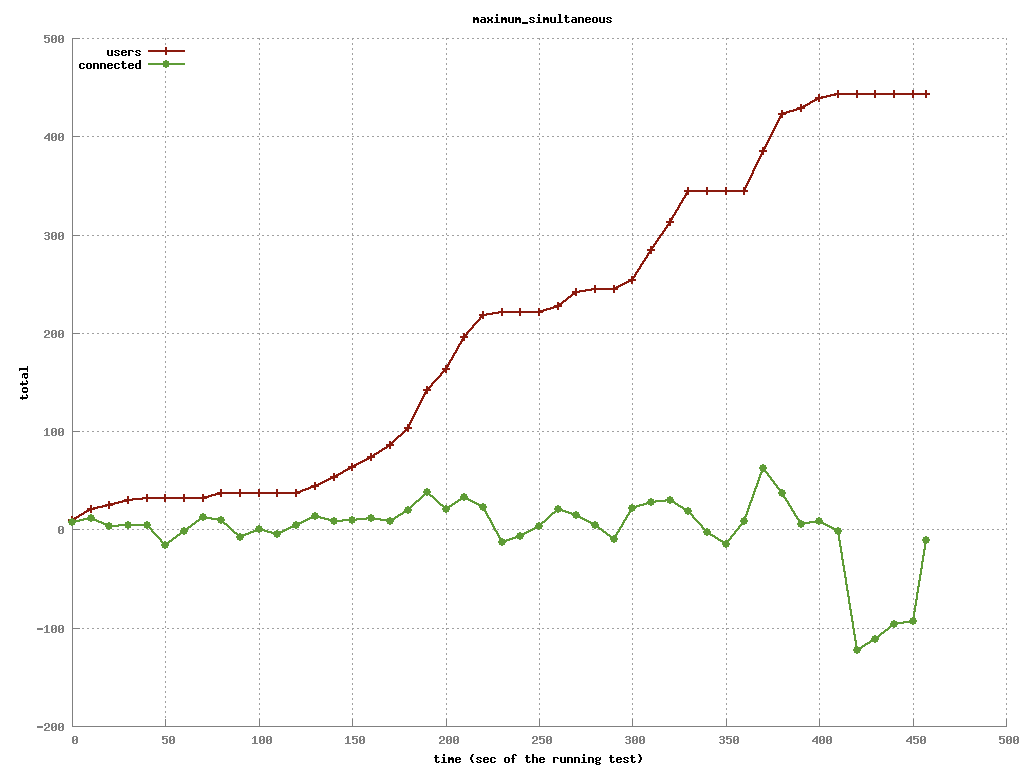 maximum_simultaneous
500
users
connected
400
300
200
total
100
0
-100
-200
0 50 100 150 200 250 300 350 400 450 500
time (sec of the running test)